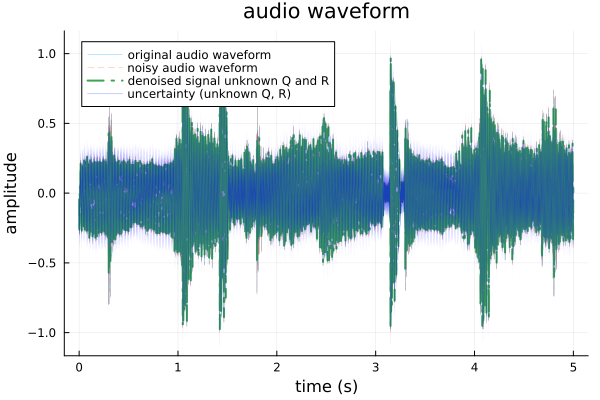 audio waveform
original audio waveform
noisy audio waveform
denoised signal unknown Q and R
uncertainty (unknown Q, R)
1.0
0.5
0.0
−0.5
−1.0
amplitude
0 1 2 3 4 5
time (s)